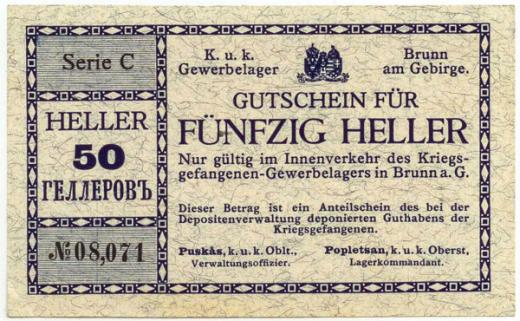 Serie C
HELLER
50
ГЕЛЛЕРОВЪ
№ 08,071
K. u. k. Brunn
Gewerbelager am Gebirge.
GUTSCHEIN FÜR
FÜNFZIG HELLER
Nur gültig im Innenverkehr des Kriegs-
gefangenen-Gewerbelagers in Brunn a. G.
Dieser Betrag ist ein Anteilschein des bei der
Depositenverwaltung deponierten Guthabens der
Kriegsgefangenen.
Puskás, k. u. k. Oblt., Popletsan, k. u. k. Oberst,
Verwaltungsoffizier. Lagerkommandant.